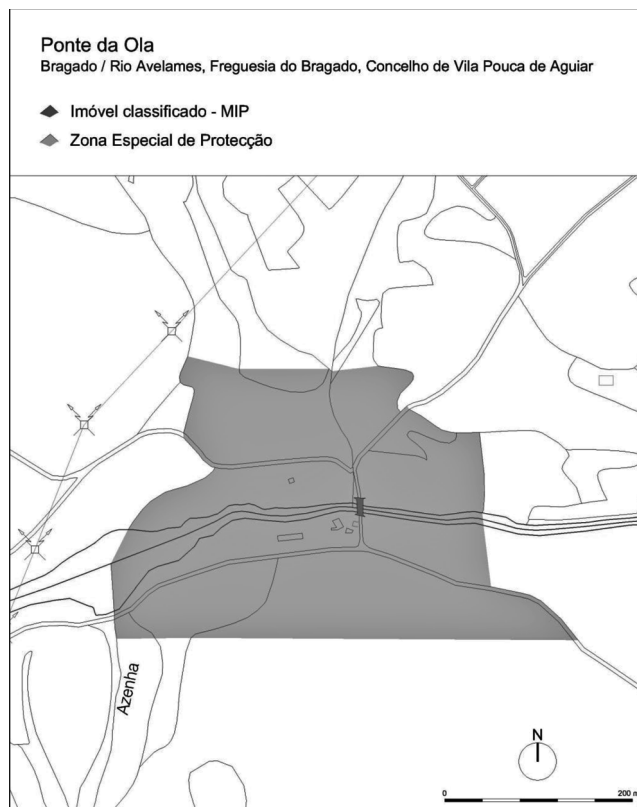 Ponte da Ola
Bragado / Rio Avelames, Freguesia do Bragado, Concelho de Vila Pouca de Aguiar
Imóvel classificado - MIP
Zona Especial de Protecção
Azenha
N
0 200 m